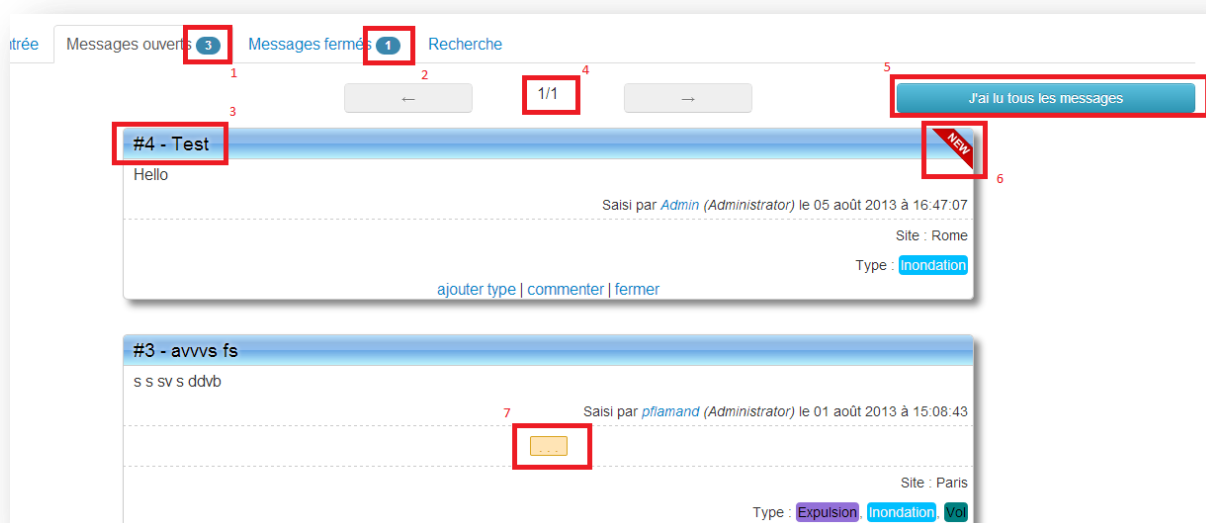 trée Messages ouverts 3 Messages fermés 1 Recherche
1 2 4 5
← 1/1 → J'ai lu tous les messages
3
#4 - Test NEW
6
Hello
Saisi par Admin (Administrator) le 05 août 2013 à 16:47:07
Site : Rome
Type : Inondation
ajouter type | commenter | fermer
#3 - avvvs fs
s s sv s ddvb
7 Saisi par pflamand (Administrator) le 01 août 2013 à 15:08:43
. . .
Site : Paris
Type : Expulsion, Inondation, Vol